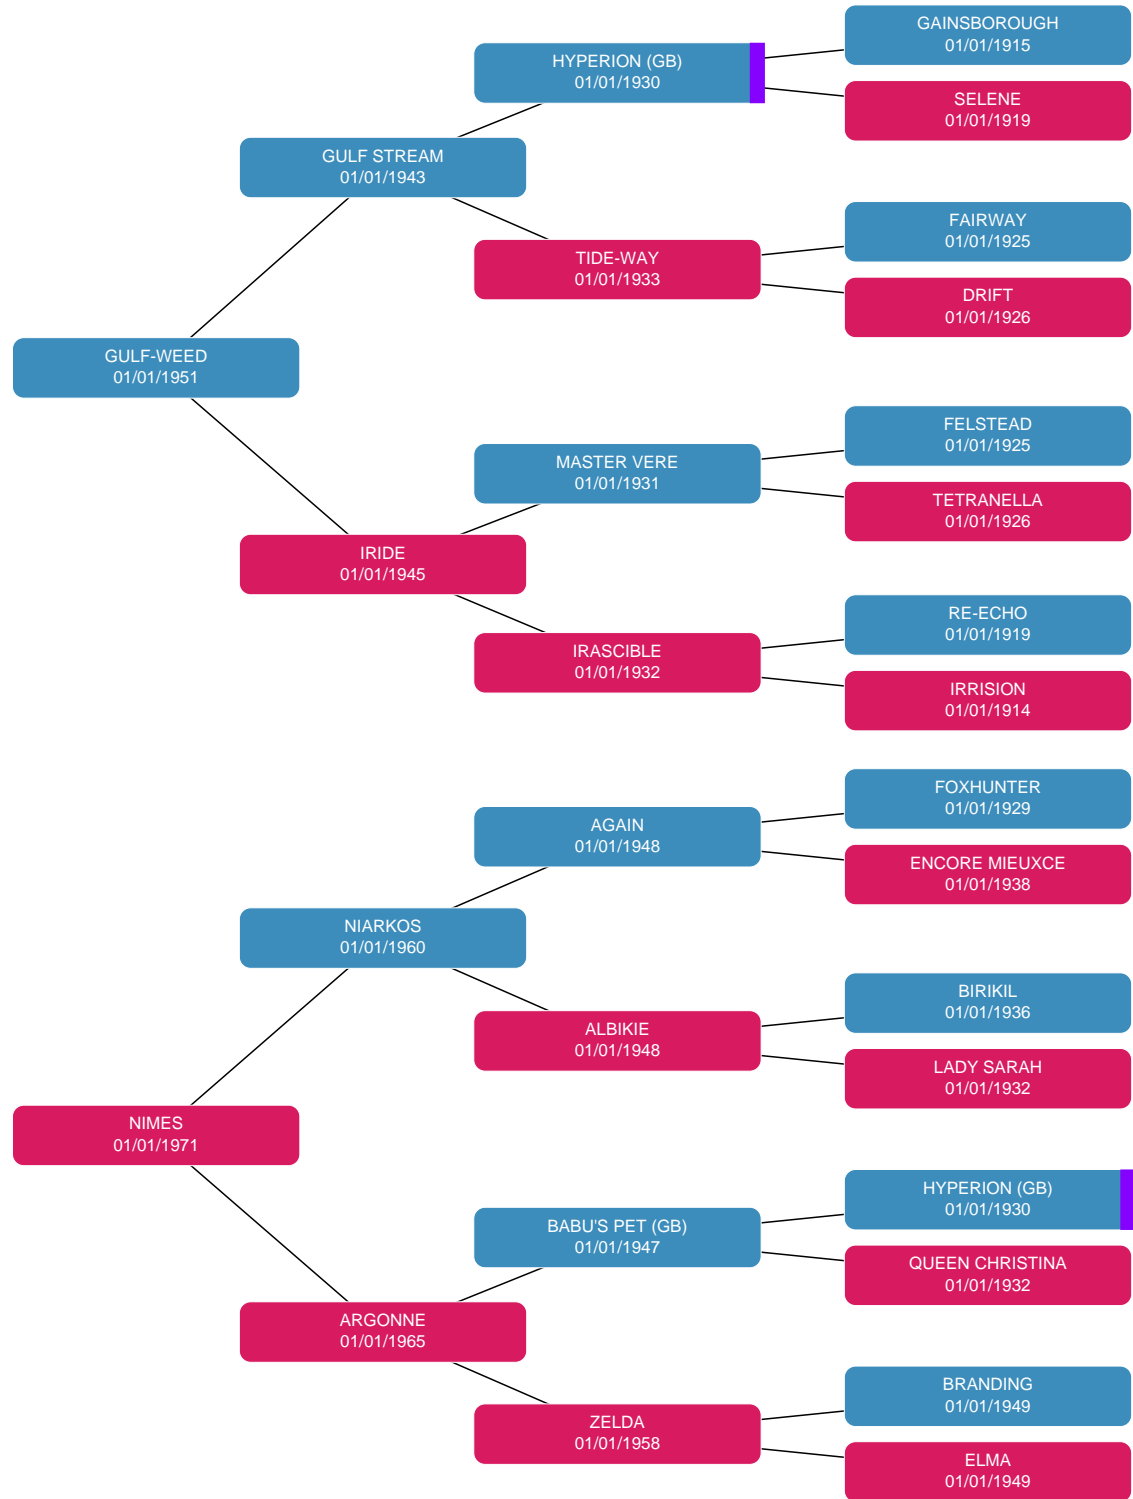 GAINSBOROUGH
01/01/1915
HYPERION (GB)
01/01/1930
SELENE
01/01/1919
GULF STREAM
01/01/1943
FAIRWAY
01/01/1925
TIDE-WAY
01/01/1933
DRIFT
01/01/1926
GULF-WEED
01/01/1951
FELSTEAD
01/01/1925
MASTER VERE
01/01/1931
TETRANELLA
01/01/1926
IRIDE
01/01/1945
RE-ECHO
01/01/1919
IRASCIBLE
01/01/1932
IRRISION
01/01/1914
FOXHUNTER
01/01/1929
AGAIN
01/01/1948
ENCORE MIEUXCE
01/01/1938
NIARKOS
01/01/1960
BIRIKIL
01/01/1936
ALBIKIE
01/01/1948
LADY SARAH
01/01/1932
NIMES
01/01/1971
HYPERION (GB)
01/01/1930
BABU'S PET (GB)
01/01/1947
QUEEN CHRISTINA
01/01/1932
ARGONNE
01/01/1965
BRANDING
01/01/1949
ZELDA
01/01/1958
ELMA
01/01/1949